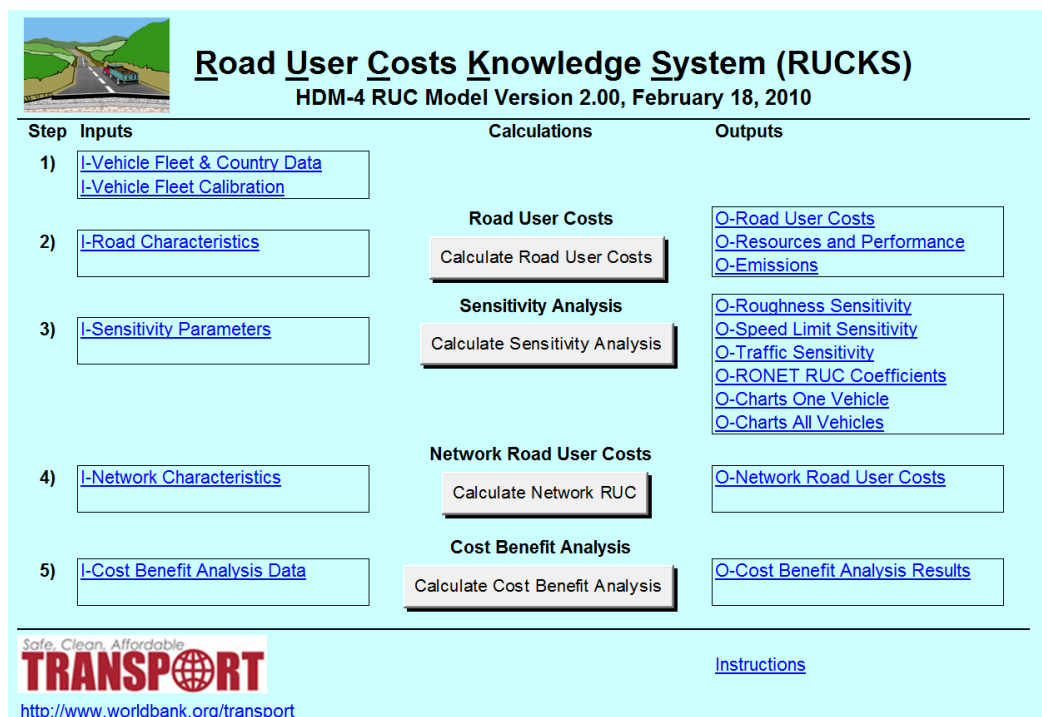 Road User Costs Knowledge System (RUCKS)
HDM-4 RUC Model Version 2.00, February 18, 2010
Step Inputs Calculations Outputs
1) I-Vehicle Fleet & Country Data
I-Vehicle Fleet Calibration
Road User Costs
2) I-Road Characteristics
Calculate Road User Costs
O-Road User Costs
O-Resources and Performance
O-Emissions
Sensitivity Analysis
3) I-Sensitivity Parameters
Calculate Sensitivity Analysis
O-Roughness Sensitivity
O-Speed Limit Sensitivity
O-Traffic Sensitivity
O-RONET RUC Coefficients
O-Charts One Vehicle
O-Charts All Vehicles
Network Road User Costs
4) I-Network Characteristics
Calculate Network RUC
O-Network Road User Costs
Cost Benefit Analysis
5) I-Cost Benefit Analysis Data
Calculate Cost Benefit Analysis
O-Cost Benefit Analysis Results
Safe, Clean, Affordable
TRANSPORT
Instructions
http://www.worldbank.org/transport